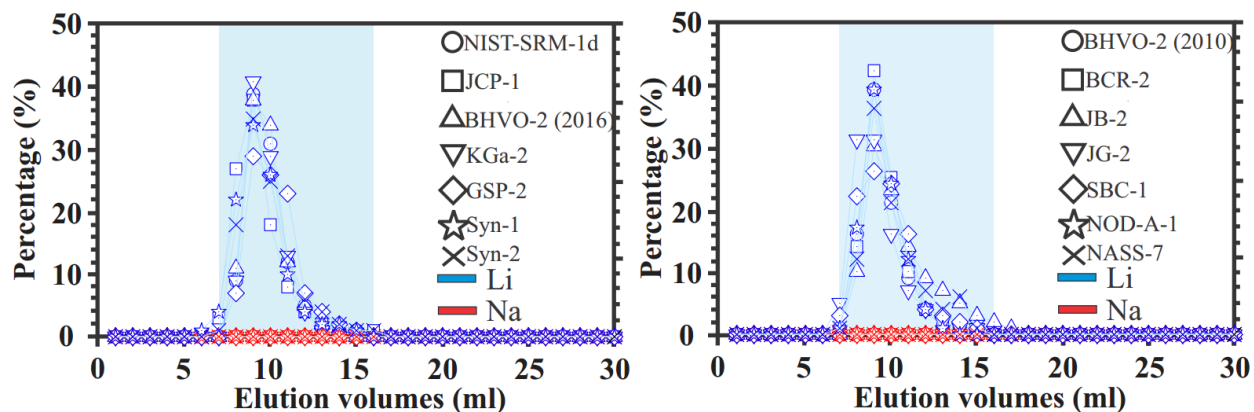 50
40
30
20
10
0
Percentage (%)
NIST-SRM-1d
JCP-1
BHVO-2 (2016)
KGa-2
GSP-2
Syn-1
Syn-2
Li
Na
0 5 10 15 20 25 30
Elution volumes (ml)
50
40
30
20
10
0
Percentage (%)
BHVO-2 (2010)
BCR-2
JB-2
JG-2
SBC-1
NOD-A-1
NASS-7
Li
Na
0 5 10 15 20 25 30
Elution volumes (ml)